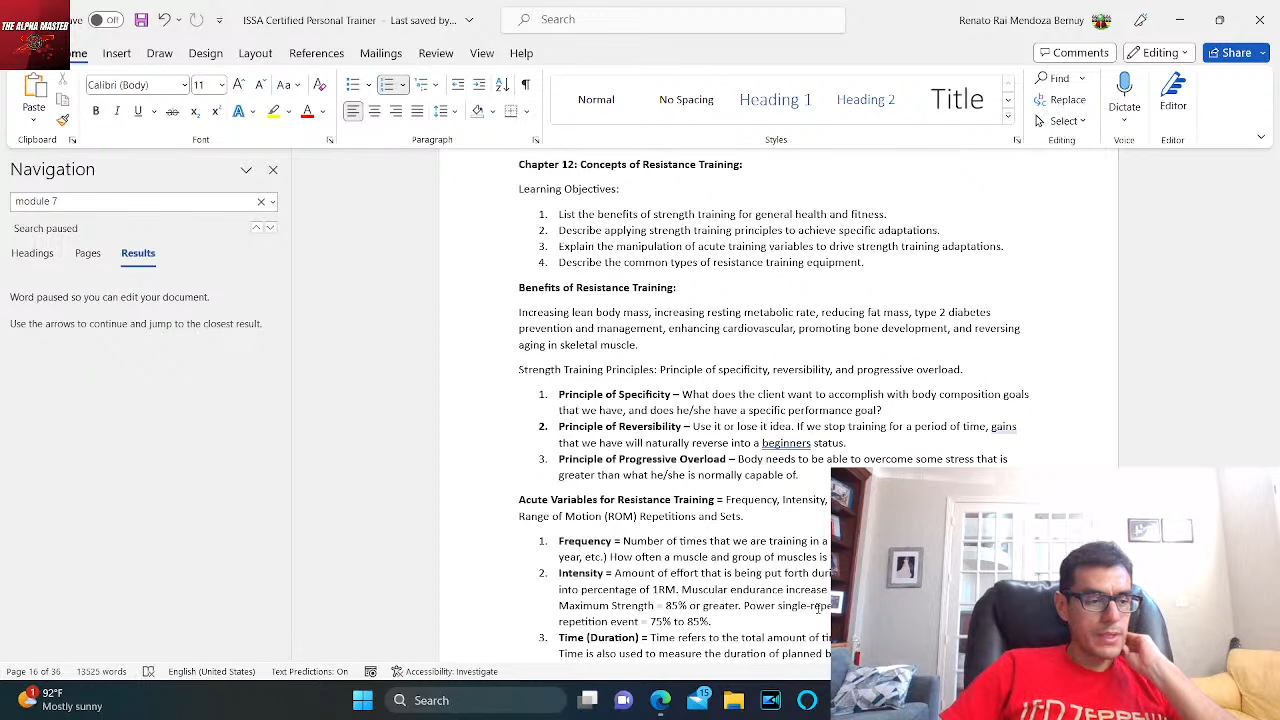 THE ALPHA MASTER
ve Off ISSA Certified Personal Trainer - Last saved by... Search Renato Rai Mendoza Bernuy
me Insert Draw Design Layout References Mailings Review View Help Comments Editing Share
Paste Calibri (Body) 11 Normal No Spacing Heading 1 Heading 2 Title Find Replace Select Dictate Editor
Clipboard Font Paragraph Styles Editing Voice Editor
Navigation
module 7
Search paused
Headings Pages Results
Word paused so you can edit your document.
Use the arrows to continue and jump to the closest result.
Chapter 12: Concepts of Resistance Training:
Learning Objectives:
1. List the benefits of strength training for general health and fitness.
2. Describe applying strength training principles to achieve specific adaptations.
3. Explain the manipulation of acute training variables to drive strength training adaptations.
4. Describe the common types of resistance training equipment.
Benefits of Resistance Training:
Increasing lean body mass, increasing resting metabolic rate, reducing fat mass, type 2 diabetes
prevention and management, enhancing cardiovascular, promoting bone development, and reversing
aging in skeletal muscle.
Strength Training Principles: Principle of specificity, reversibility, and progressive overload.
1. Principle of Specificity – What does the client want to accomplish with body composition goals
that we have, and does he/she have a specific performance goal?
2. Principle of Reversibility – Use it or lose it idea. If we stop training for a period of time, gains
that we have will naturally reverse into a beginners status.
3. Principle of Progressive Overload – Body needs to be able to overcome some stress that is
greater than what he/she is normally capable of.
Acute Variables for Resistance Training = Frequency, Intensity,
Range of Motion (ROM) Repetitions and Sets.
1. Frequency = Number of times that we are training in a
year, etc.) How often a muscle and group of muscles is
2. Intensity = Amount of effort that is being put forth duri
into percentage of 1RM. Muscular endurance increase
Maximum Strength = 85% or greater. Power single-repe
repetition event = 75% to 85%.
3. Time (Duration) = Time refers to the total amount of ti
Time is also used to measure the duration of planned b
Page 16 of 36 13525 words English (United States) Text Predictions: On Accessibility: Investigate
1 92°F
Mostly sunny
Search
15
LED ZEPPELIN